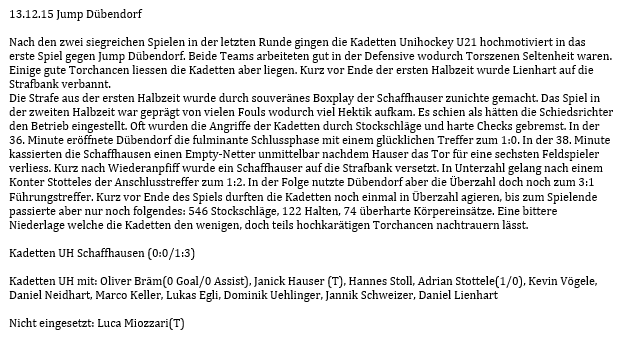 13.12.15 Jump Dübendorf
Nach den zwei siegreichen Spielen in der letzten Runde gingen die Kadetten Unihockey U21 hochmotiviert in das
erste Spiel gegen Jump Dübendorf. Beide Teams arbeiteten gut in der Defensive wodurch Torszenen Seltenheit waren.
Einige gute Torchancen liessen die Kadetten aber liegen. Kurz vor Ende der ersten Halbzeit wurde Lienhart auf die
Strafbank verbannt.
Die Strafe aus der ersten Halbzeit wurde durch souveränes Boxplay der Schaffhauser zunichte gemacht. Das Spiel in
der zweiten Halbzeit war geprägt von vielen Fouls wodurch viel Hektik aufkam. Es schien als hätten die Schiedsrichter
den Betrieb eingestellt. Oft wurden die Angriffe der Kadetten durch Stockschläge und harte Checks gebremst. In der
36. Minute eröffnete Dübendorf die fulminante Schlussphase mit einem glücklichen Treffer zum 1:0. In der 38. Minute
kassierten die Schaffhausen einen Empty-Netter unmittelbar nachdem Hauser das Tor für eine sechsten Feldspieler
verliess. Kurz nach Wiederanpfiff wurde ein Schaffhauser auf die Strafbank versetzt. In Unterzahl gelang nach einem
Konter Stotteles der Anschlusstreffer zum 1:2. In der Folge nutzte Dübendorf aber die Überzahl doch noch zum 3:1
Führungstreffer. Kurz vor Ende des Spiels durften die Kadetten noch einmal in Überzahl agieren, bis zum Spielende
passierte aber nur noch folgendes: 546 Stockschläge, 122 Halten, 74 überharte Körpereinsätze. Eine bittere
Niederlage welche die Kadetten den wenigen, doch teils hochkarätigen Torchancen nachtrauern lässt.
Kadetten UH Schaffhausen (0:0/1:3)
Kadetten UH mit: Oliver Bräm(0 Goal/0 Assist), Janick Hauser (T), Hannes Stoll, Adrian Stottele(1/0), Kevin Vögele,
Daniel Neidhart, Marco Keller, Lukas Egli, Dominik Uehlinger, Jannik Schweizer, Daniel Lienhart
Nicht eingesetzt: Luca Miozzari(T)